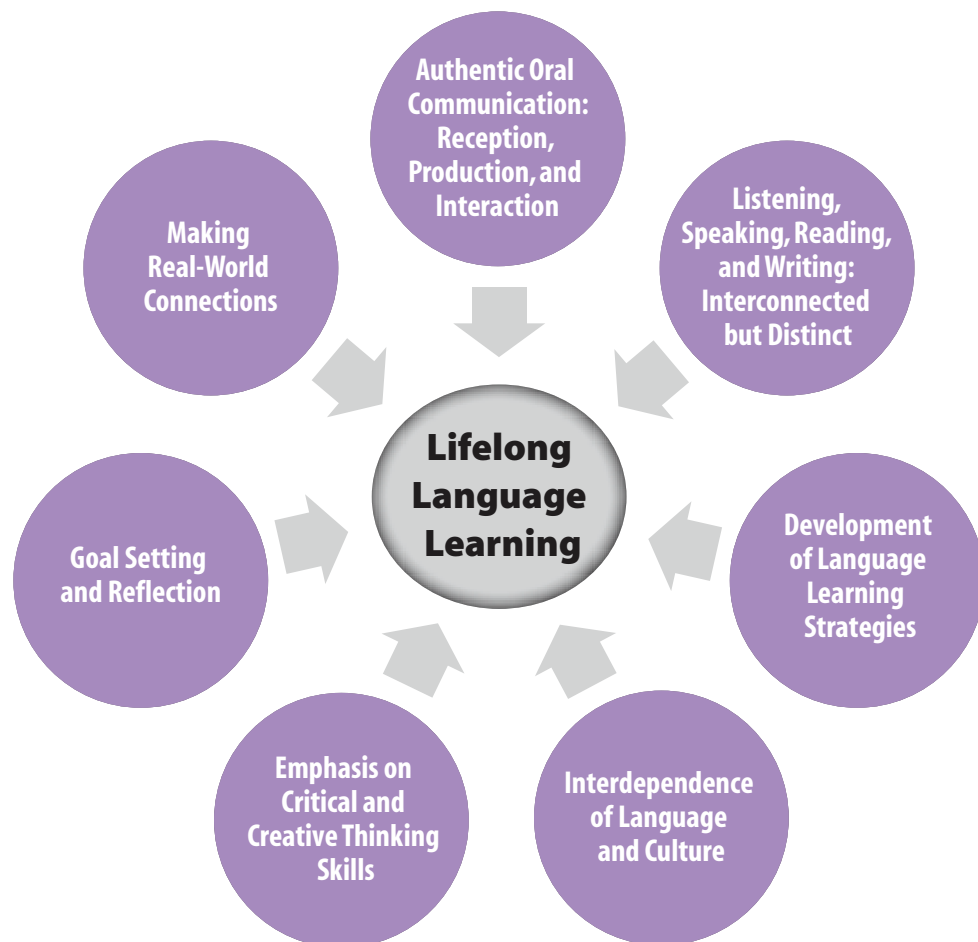 Authentic Oral
Communication:
Reception,
Production, and
Interaction
Listening,
Speaking, Reading,
and Writing:
Interconnected
but Distinct
Development
of Language
Learning
Strategies
Interdependence
of Language
and Culture
Emphasis on
Critical and
Creative Thinking
Skills
Goal Setting
and Reflection
Making
Real-World
Connections
Lifelong
Language
Learning